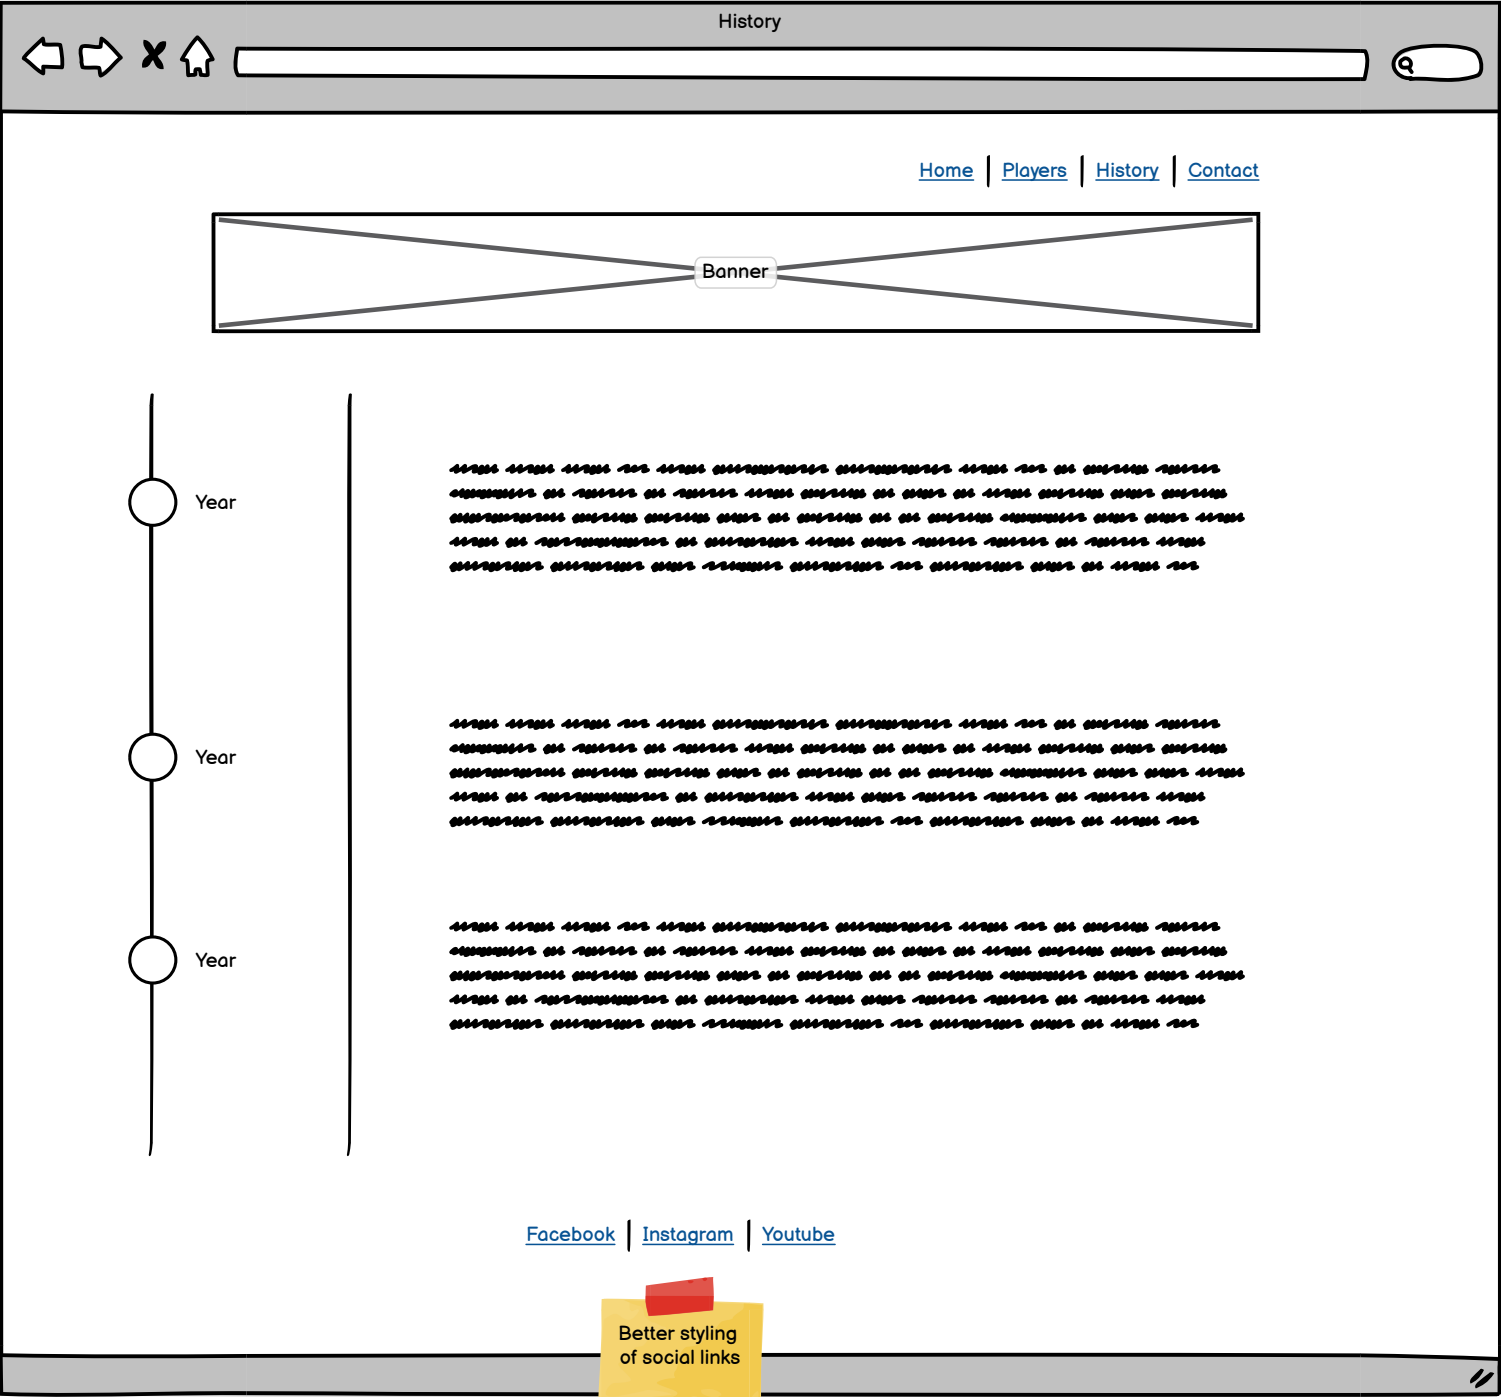 History
Home Players History Contact
Banner
Year
Year
Year
Facebook Instagram Youtube
Better styling
of social links